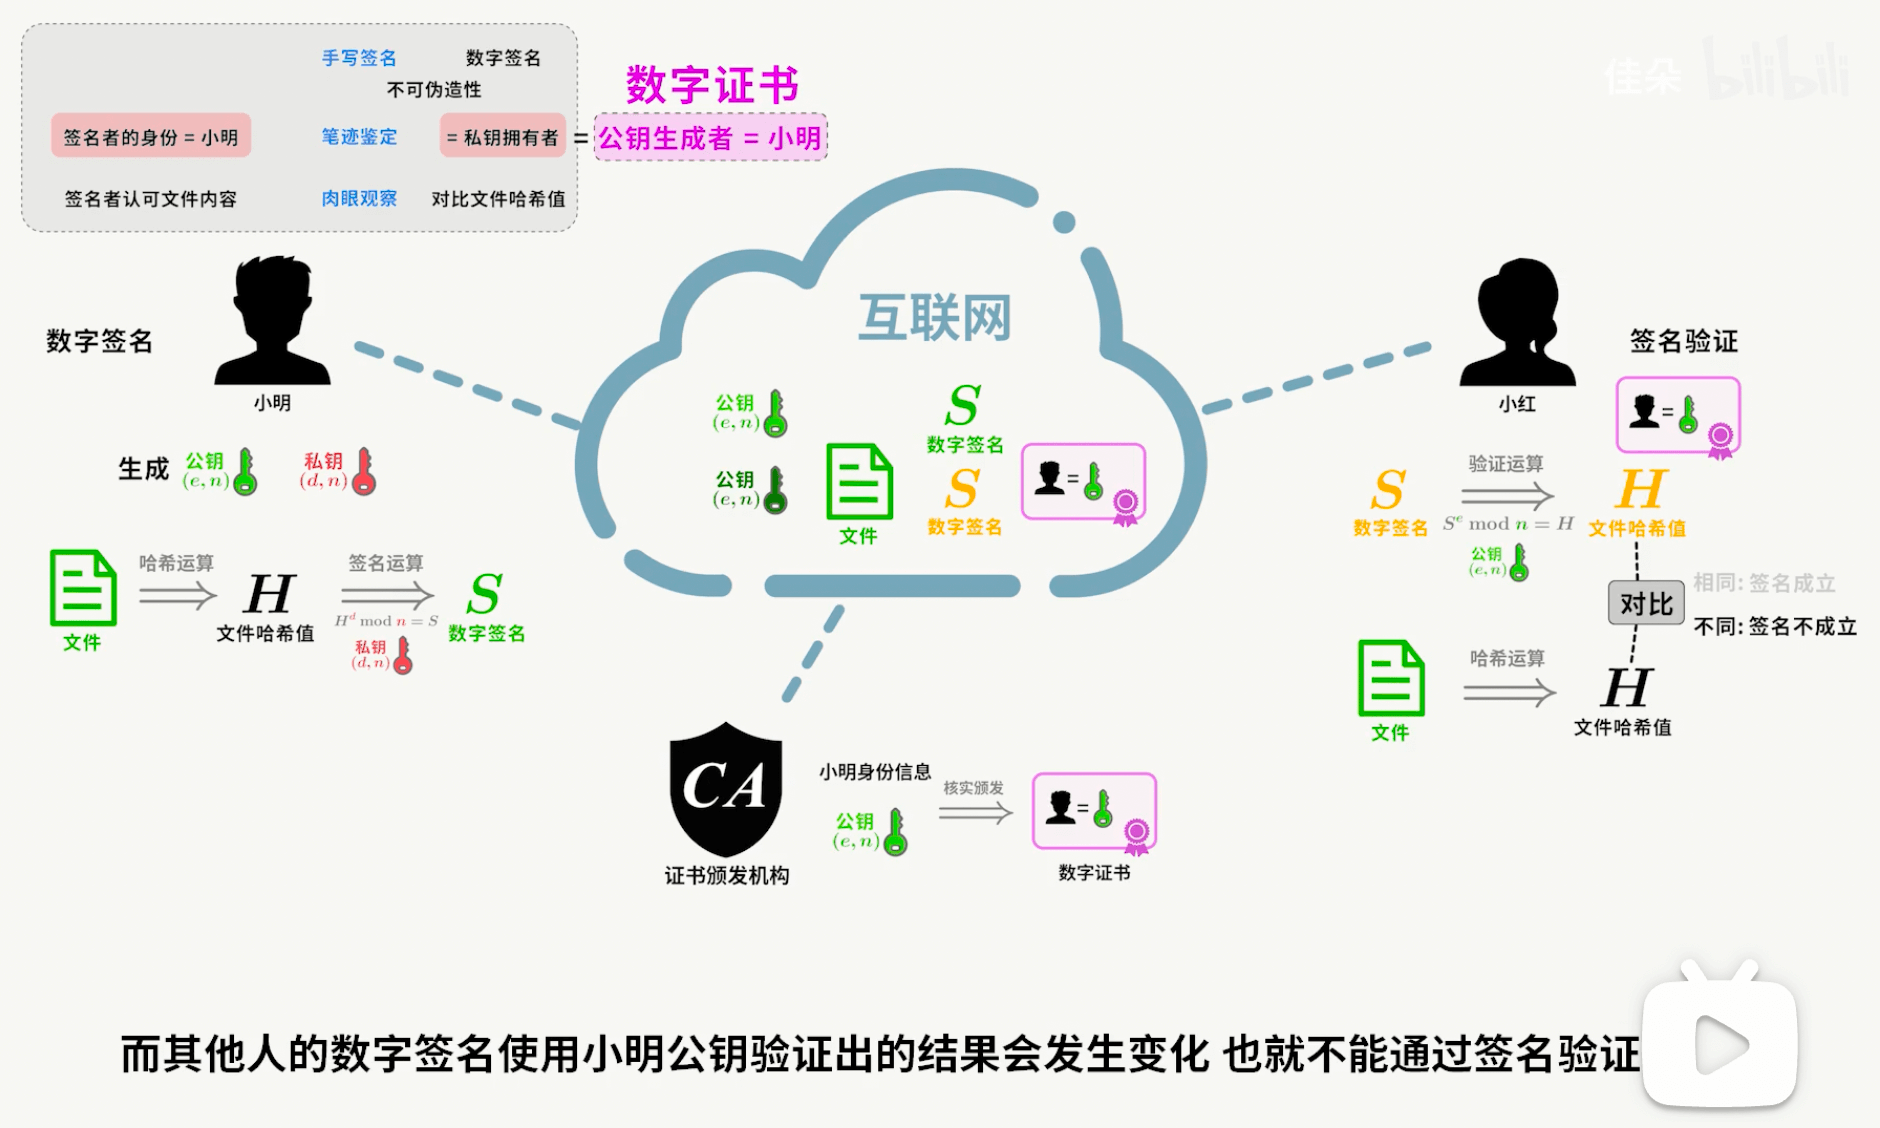 佳朵 bilibili
手写签名 数字签名
不可伪造性
签名者的身份 = 小明 笔迹鉴定 = 私钥拥有者
签名者认可文件内容 肉眼观察 对比文件哈希值
数字证书
= 公钥生成者 = 小明
互联网
数字签名
小明
生成 公钥 (e, n) 私钥 (d, n)
文件
哈希运算
H
文件哈希值
签名运算
H^d mod n = S
私钥
(d, n)
S
数字签名
公钥
(e, n)
公钥
(e, n)
文件
S
数字签名
S
数字签名
=
小红
签名验证
=
S
数字签名
验证运算
S^e mod n = H
公钥
(e, n)
H
文件哈希值
对比
相同: 签名成立
不同: 签名不成立
文件
哈希运算
H
文件哈希值
CA
证书颁发机构
小明身份信息
公钥
(e, n)
核实颁发
=
数字证书
而其他人的数字签名使用小明公钥验证出的结果会发生变化 也就不能通过签名验证